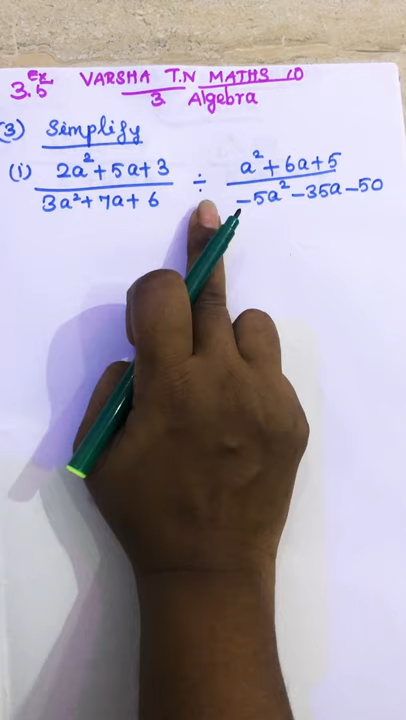 Ex
3.5 VARSHA T.N MATHS 10
3. Algebra
(3) Simplify
(i) 2a²+5a+3 / 3a²+7a+6 ÷ a²+6a+5 / -5a²-35a-50